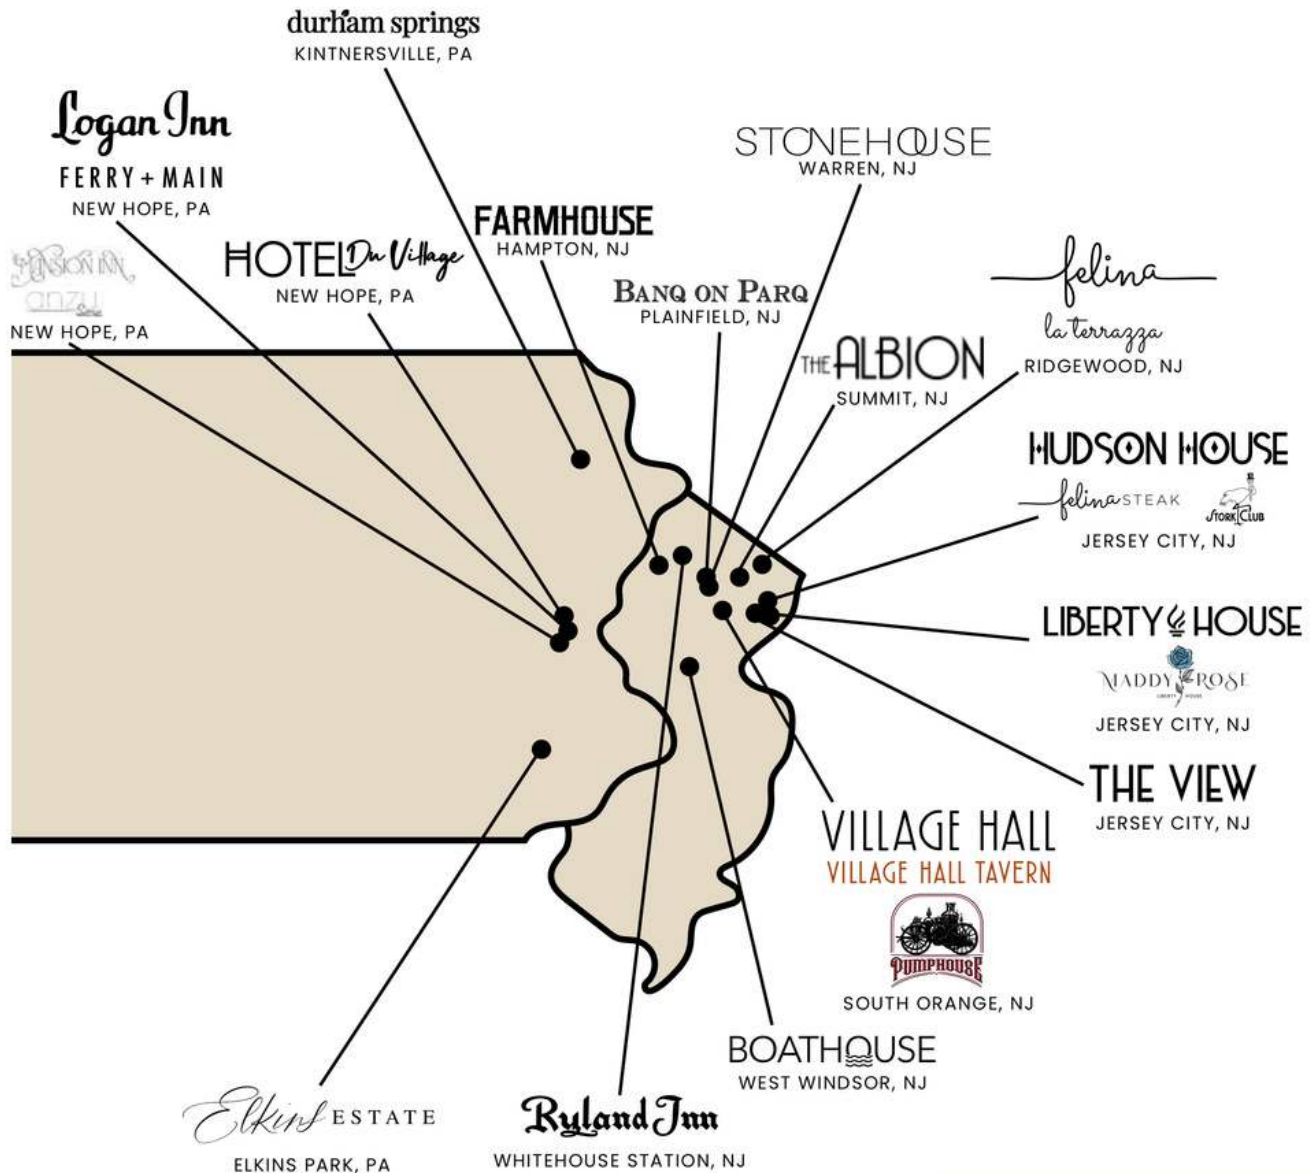 durham springs
KINTNERSVILLE, PA
Logan Inn
FERRY + MAIN
NEW HOPE, PA
STONEHOUSE
WARREN, NJ
FARMHOUSE
HAMPTON, NJ
MANSION INN
anzu
NEW HOPE, PA
HOTEL Du Village
NEW HOPE, PA
BANQ ON PARQ
PLAINFIELD, NJ
felina
la terrazza
RIDGEWOOD, NJ
THE ALBION
SUMMIT, NJ
HUDSON HOUSE
felina STEAK
STORK CLUB
JERSEY CITY, NJ
LIBERTY HOUSE
MADDY ROSE
LIBERTY HOUSE
JERSEY CITY, NJ
THE VIEW
JERSEY CITY, NJ
VILLAGE HALL
VILLAGE HALL TAVERN
PUMPHOUSE
SOUTH ORANGE, NJ
BOATHOUSE
WEST WINDSOR, NJ
Elkins ESTATE
ELKINS PARK, PA
Ryland Inn
WHITEHOUSE STATION, NJ